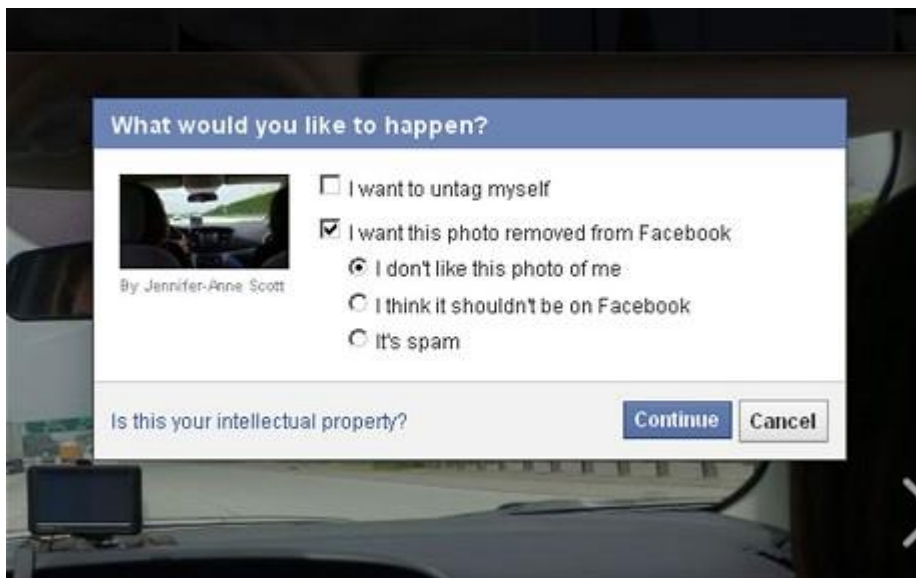 What would you like to happen?
I want to untag myself
I want this photo removed from Facebook
I don't like this photo of me
I think it shouldn't be on Facebook
It's spam
By Jennifer-Anne Scott
Is this your intellectual property?
Continue
Cancel